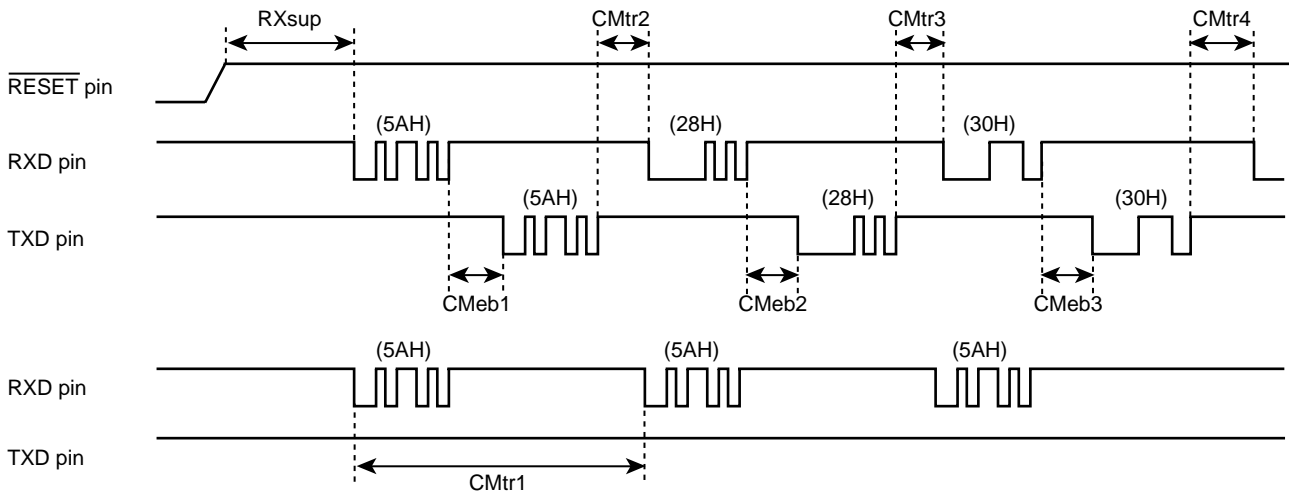 RXsup CMtr2 CMtr3 CMtr4
RESET pin
(5AH) (28H) (30H)
RXD pin
(5AH) (28H) (30H)
TXD pin
CMeb1 CMeb2 CMeb3
(5AH) (5AH) (5AH)
RXD pin
TXD pin
CMtr1